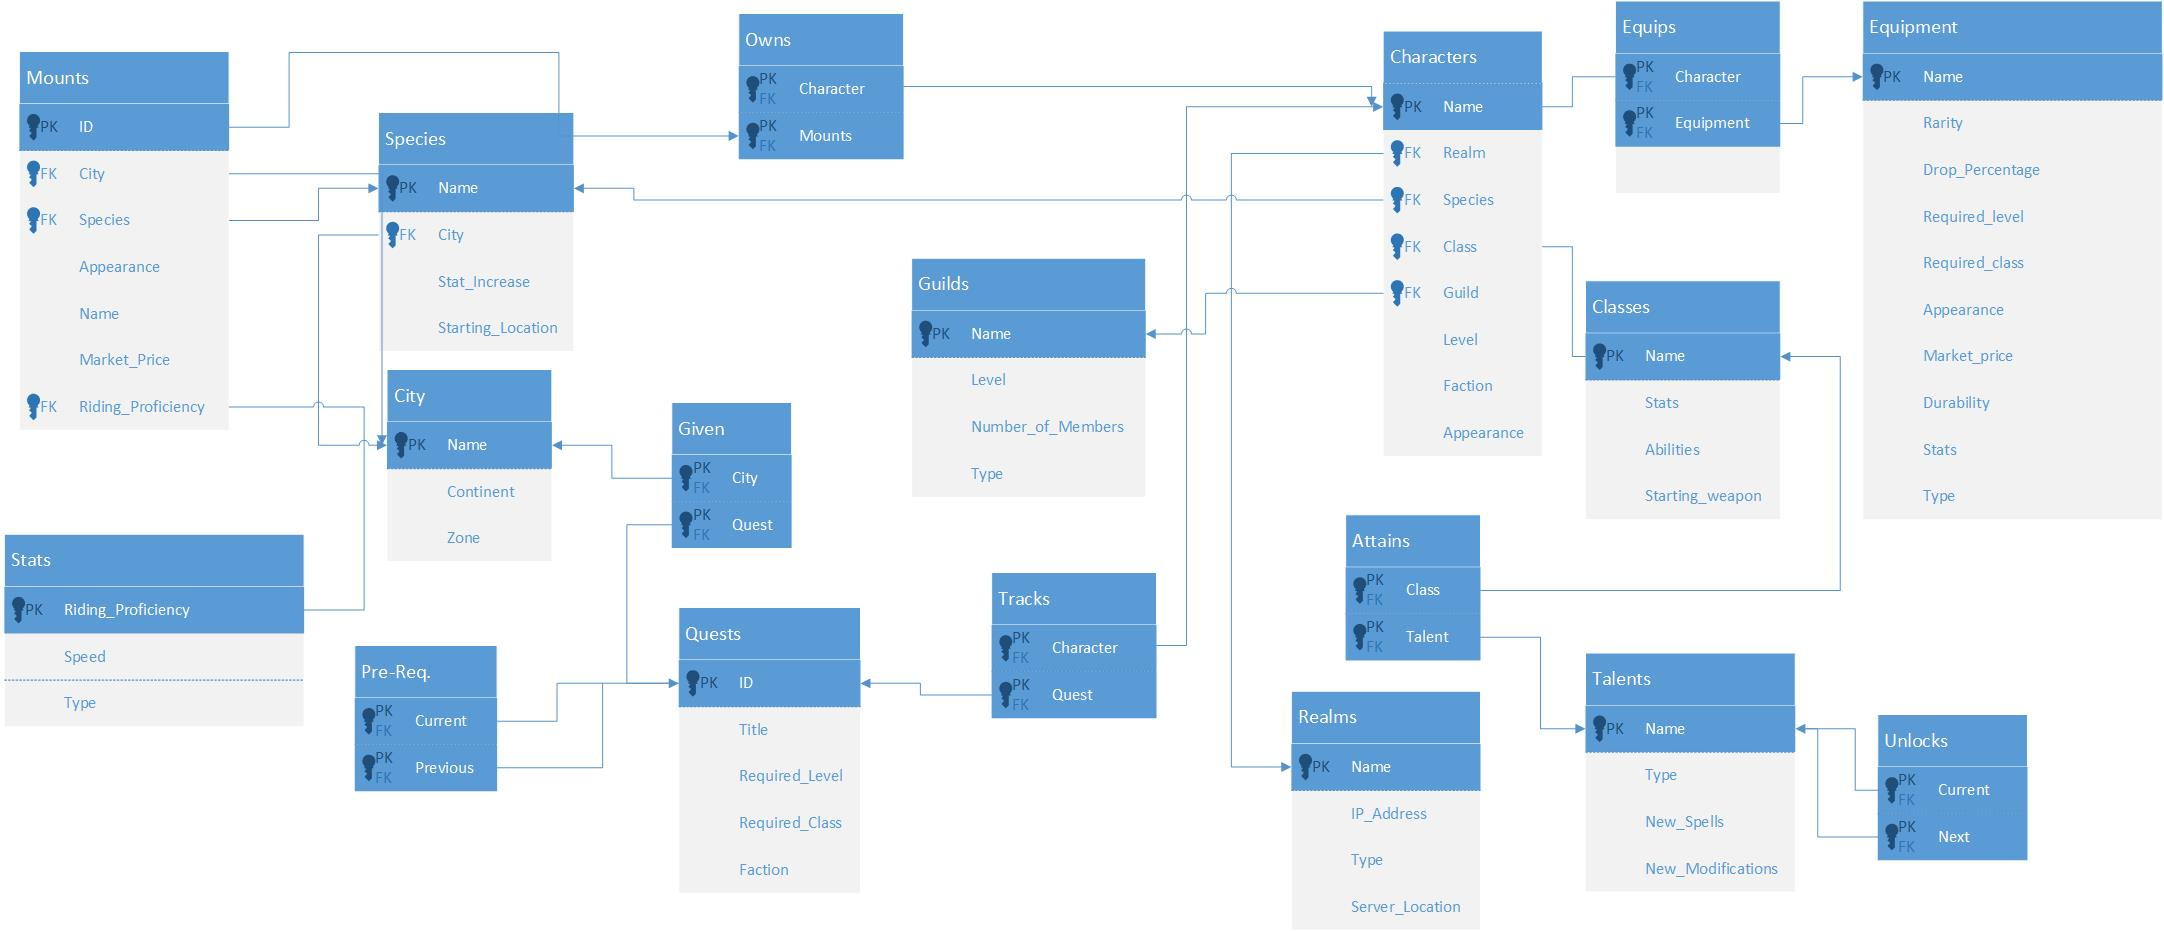 Mounts
PK ID
FK City
FK Species
Appearance
Name
Market_Price
FK Riding_Proficiency
Species
PK Name
FK City
Stat_Increase
Starting_Location
Owns
PK
FK
Character
PK
FK
Mounts
Characters
PK Name
FK Realm
FK Species
FK Class
FK Guild
Level
Faction
Appearance
Equips
PK
FK
Character
PK
FK
Equipment
Equipment
PK Name
Rarity
Drop_Percentage
Required_level
Required_class
Appearance
Market_price
Durability
Stats
Type
Guilds
PK Name
Level
Number_of_Members
Type
Classes
PK Name
Stats
Abilities
Starting_weapon
City
PK Name
Continent
Zone
Given
PK
FK
City
PK
FK
Quest
Stats
PK Riding_Proficiency
Speed
Type
Pre-Req.
PK
FK
Current
PK
FK
Previous
Quests
PK ID
Title
Required_Level
Required_Class
Faction
Tracks
PK
FK
Character
PK
FK
Quest
Attains
PK
FK
Class
PK
FK
Talent
Realms
PK Name
IP_Address
Type
Server_Location
Talents
PK Name
Type
New_Spells
New_Modifications
Unlocks
PK
FK
Current
PK
FK
Next